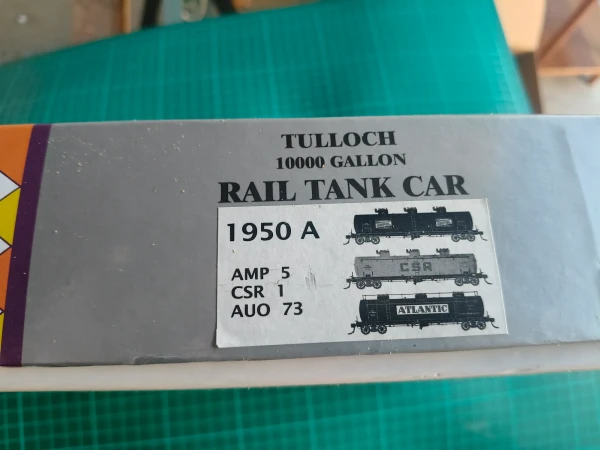 TULLOCH
10000 GALLON
RAIL TANK CAR
1950 A
AMP 5
CSR 1
AUO 73
CSR
ATLANTIC